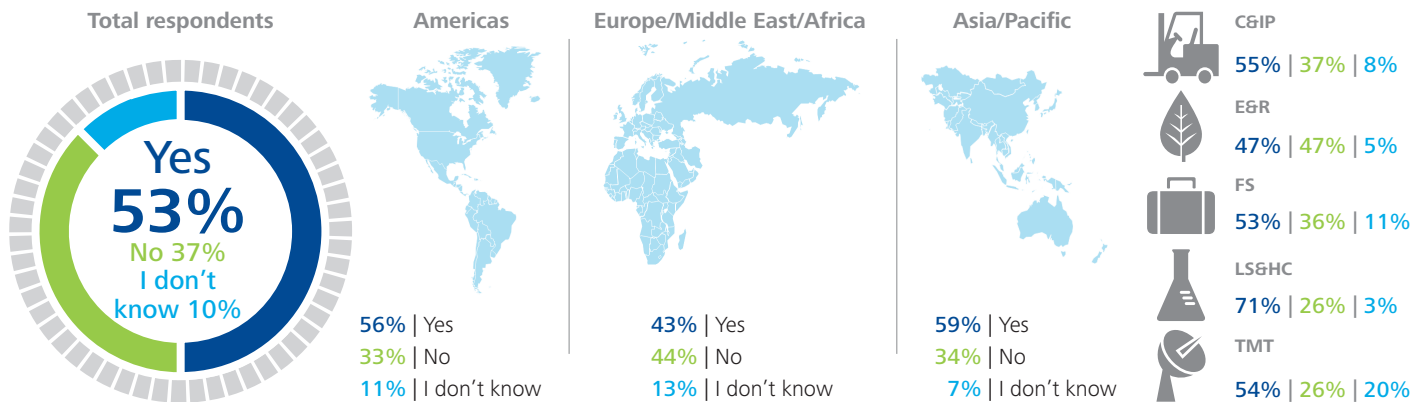 Total respondents
Yes
53%
No 37%
I don't
know 10%
Americas
56% | Yes
33% | No
11% | I don't know
Europe/Middle East/Africa
43% | Yes
44% | No
13% | I don't know
Asia/Pacific
59% | Yes
34% | No
7% | I don't know
C&IP
55% | 37% | 8%
E&R
47% | 47% | 5%
FS
53% | 36% | 11%
LS&HC
71% | 26% | 3%
TMT
54% | 26% | 20%